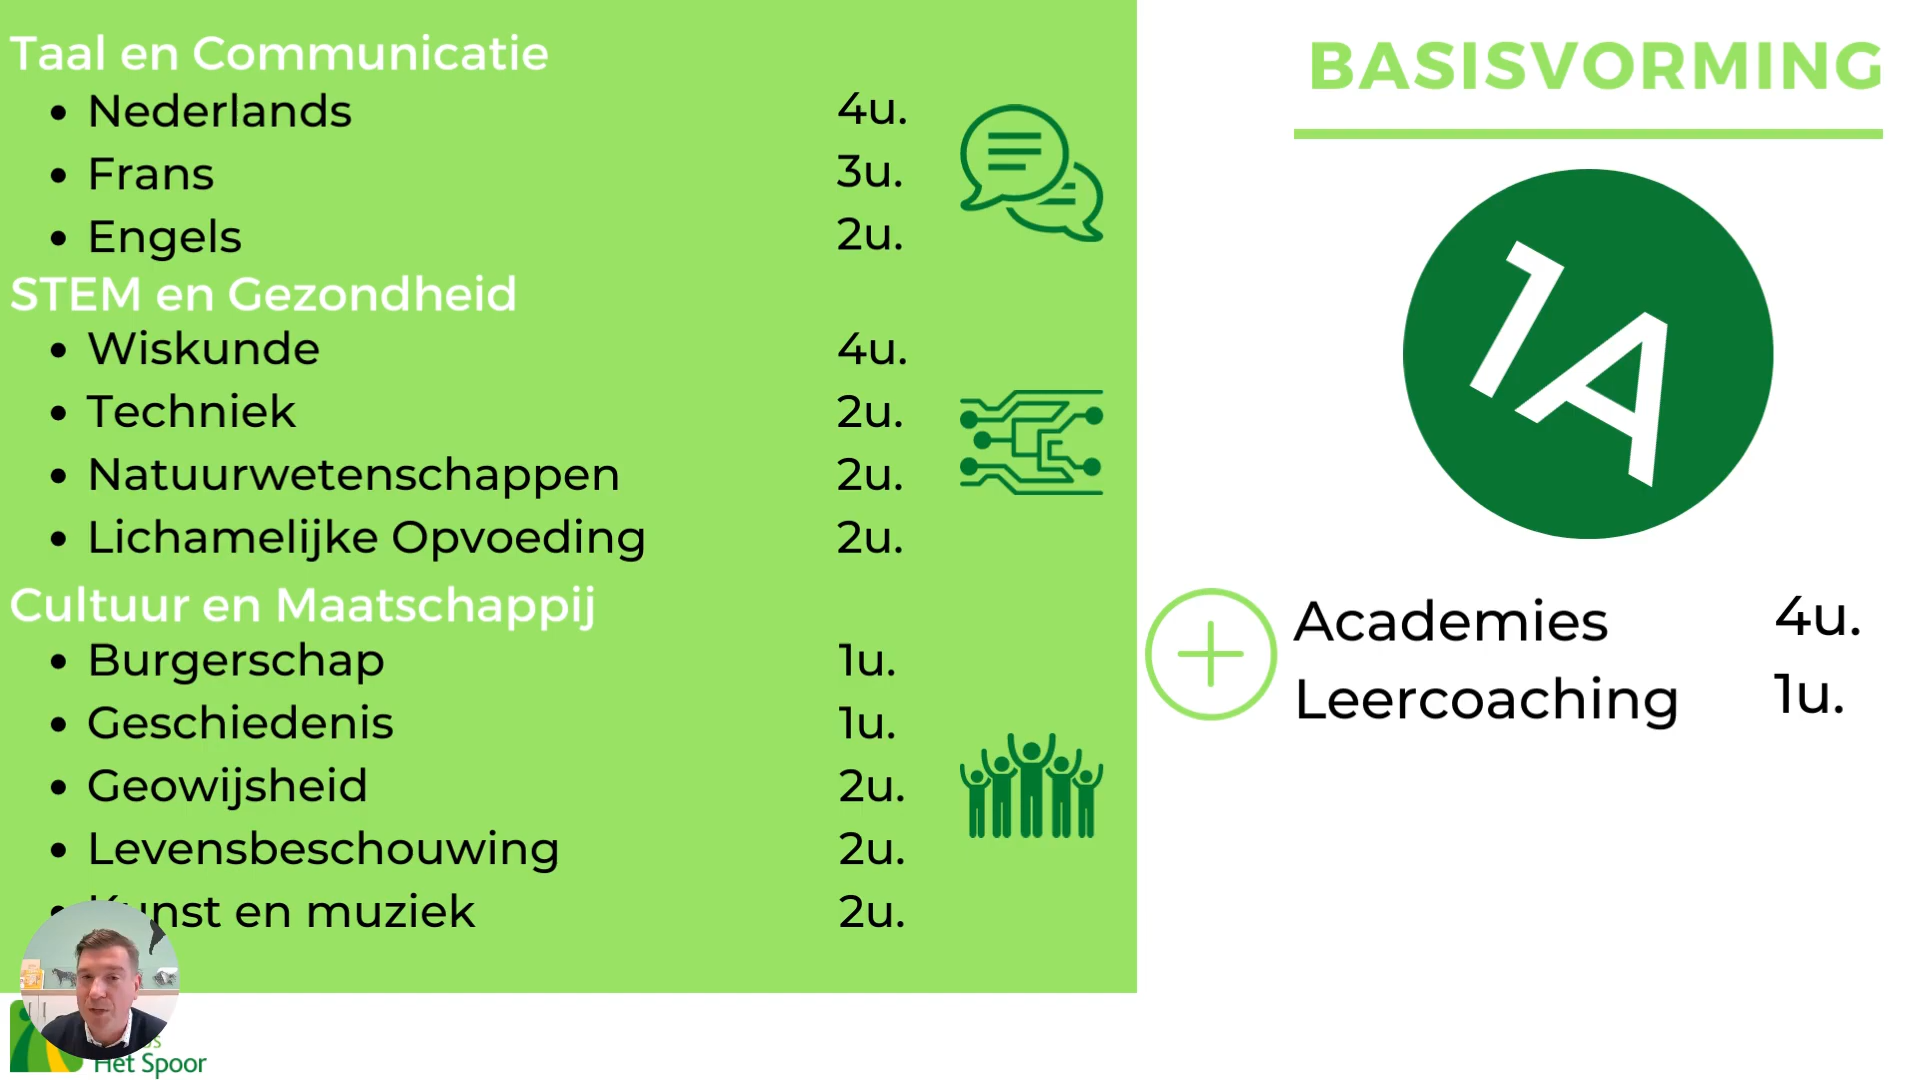 Taal en Communicatie
• Nederlands 4u.
• Frans 3u.
• Engels 2u.
STEM en Gezondheid
• Wiskunde 4u.
• Techniek 2u.
• Natuurwetenschappen 2u.
• Lichamelijke Opvoeding 2u.
Cultuur en Maatschappij
• Burgerschap 1u.
• Geschiedenis 1u.
• Geowijsheid 2u.
• Levensbeschouwing 2u.
• Kunst en muziek 2u.
BASISVORMING
1A
Academies 4u.
Leercoaching 1u.
Het Spoor